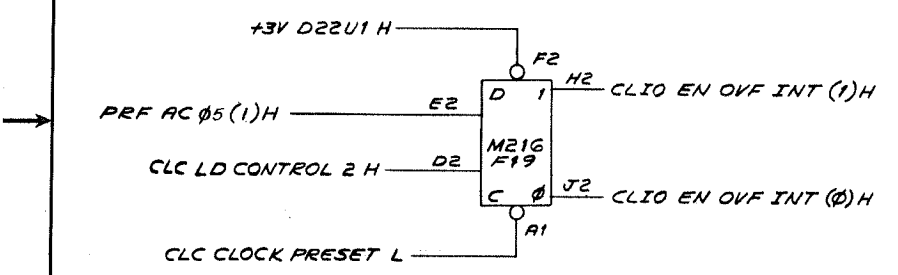 +3V D22U1 H
F2
D 1
H2
CLIO EN OVF INT (1)H
PRF AC ø5(1)H
E2
M216
F19
CLC LD CONTROL 2 H
D2
C ø
J2
CLIO EN OVF INT (ø)H
A1
CLC CLOCK PRESET L